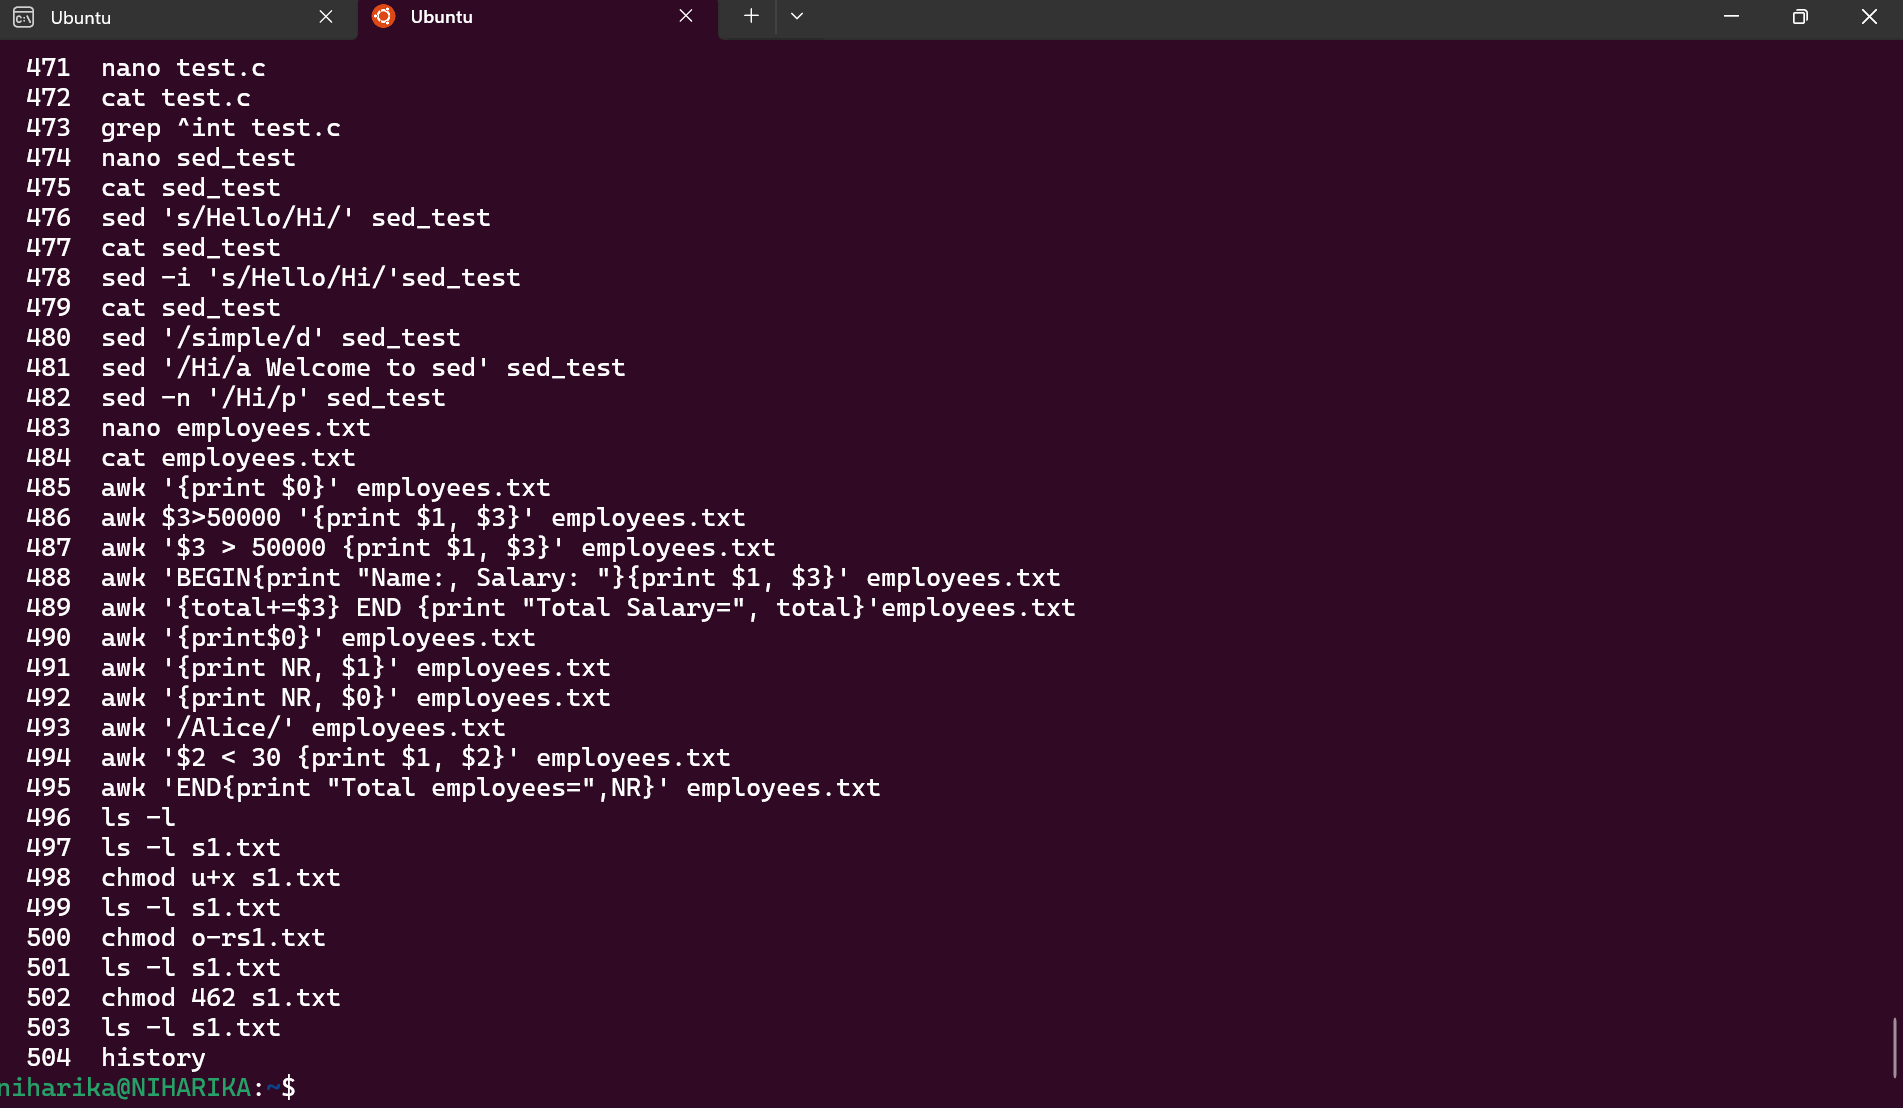 Ubuntu
Ubuntu
471 nano test.c
472 cat test.c
473 grep ^int test.c
474 nano sed_test
475 cat sed_test
476 sed 's/Hello/Hi/' sed_test
477 cat sed_test
478 sed -i 's/Hello/Hi/'sed_test
479 cat sed_test
480 sed '/simple/d' sed_test
481 sed '/Hi/a Welcome to sed' sed_test
482 sed -n '/Hi/p' sed_test
483 nano employees.txt
484 cat employees.txt
485 awk '{print $0}' employees.txt
486 awk $3>50000 '{print $1, $3}' employees.txt
487 awk '$3 > 50000 {print $1, $3}' employees.txt
488 awk 'BEGIN{print "Name:, Salary: "}{print $1, $3}' employees.txt
489 awk '{total+=$3} END {print "Total Salary=", total}'employees.txt
490 awk '{print$0}' employees.txt
491 awk '{print NR, $1}' employees.txt
492 awk '{print NR, $0}' employees.txt
493 awk '/Alice/' employees.txt
494 awk '$2 < 30 {print $1, $2}' employees.txt
495 awk 'END{print "Total employees=",NR}' employees.txt
496 ls -l
497 ls -l s1.txt
498 chmod u+x s1.txt
499 ls -l s1.txt
500 chmod o-rs1.txt
501 ls -l s1.txt
502 chmod 462 s1.txt
503 ls -l s1.txt
504 history
niharika@NIHARIKA:~$